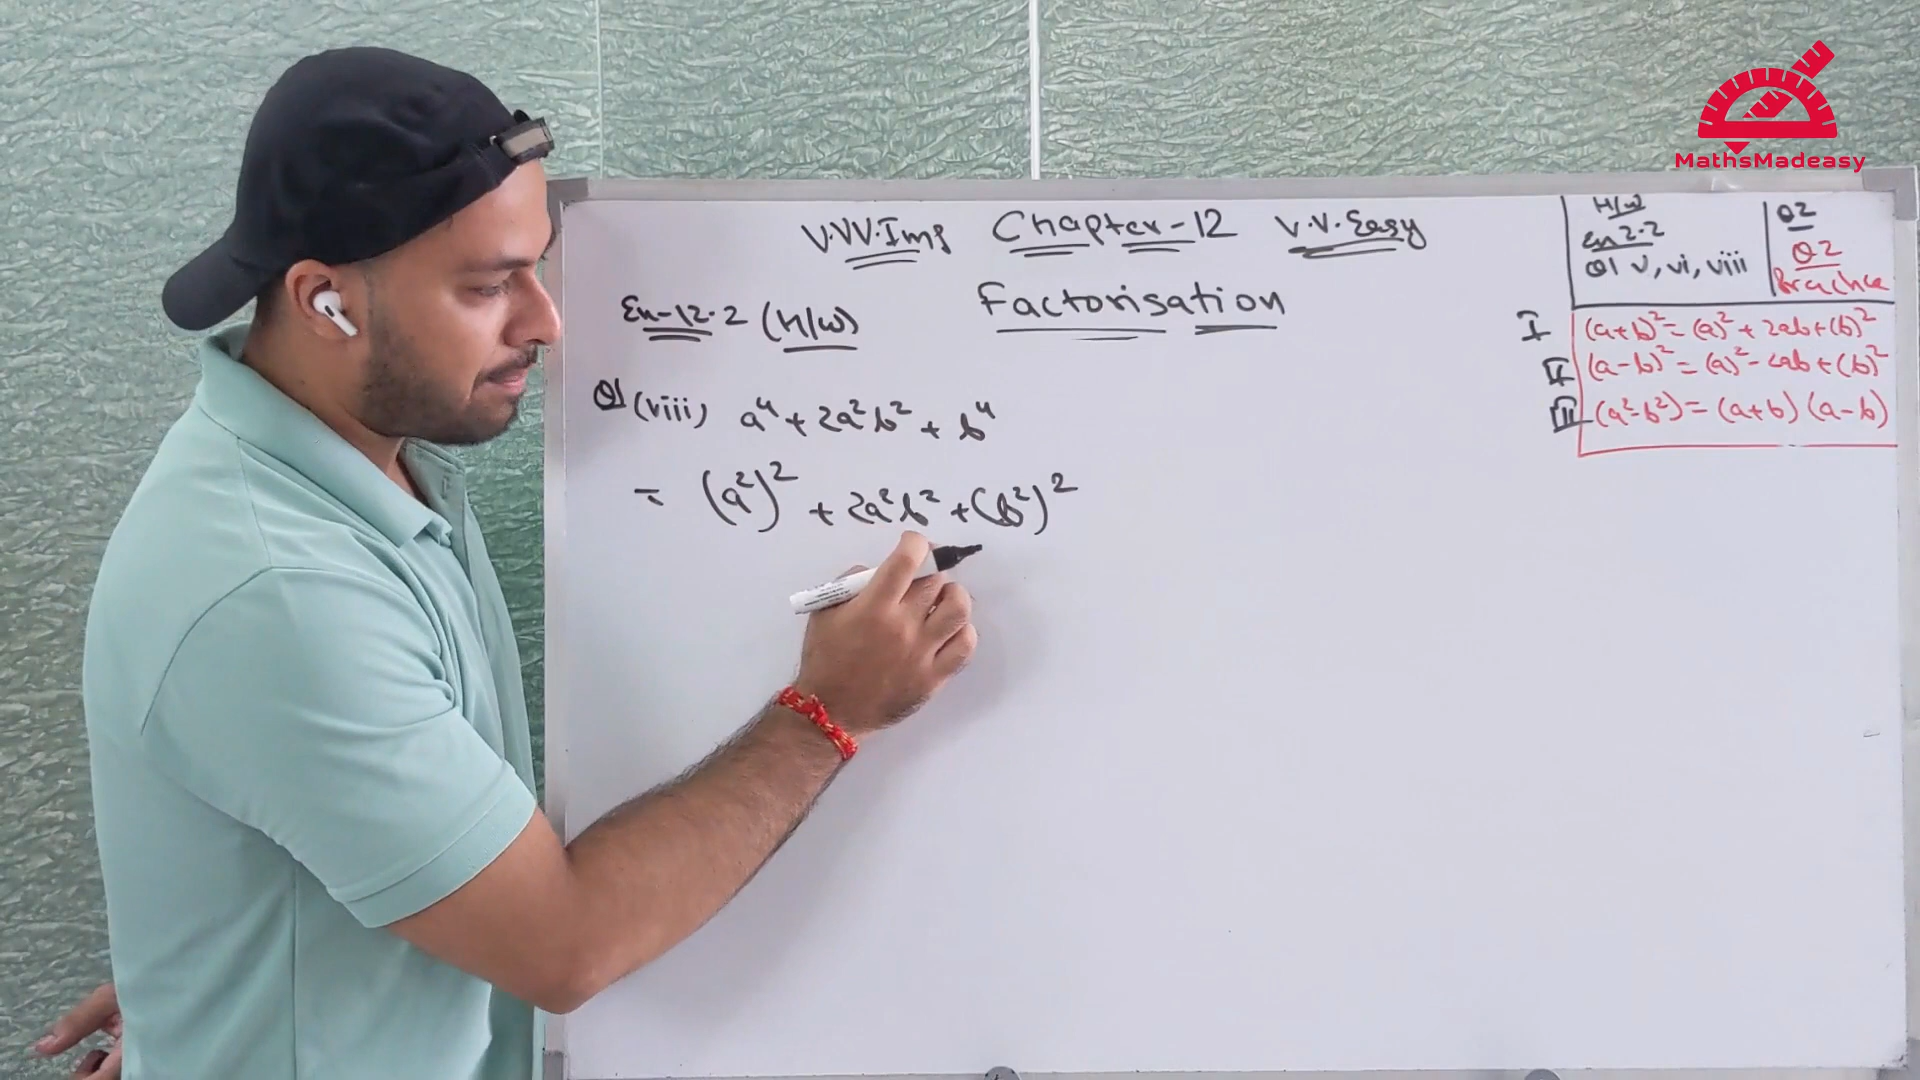 MathsMadeasy
V.VV.Imp Chapter-12 V.V.Easy
Factorisation
Ex-12.2 (H/W)
Q1 (viii) a⁴ + 2a²b² + b⁴
= (a²)² + 2a²b² + (b²)²
H/W
Ex 2.2
Q1 v, vi, viii
Q2
Q2
I (a+b)² = (a)² + 2ab + (b)²
II (a-b)² = (a)² - 2ab + (b)²
III (a²-b²) = (a+b) (a-b)